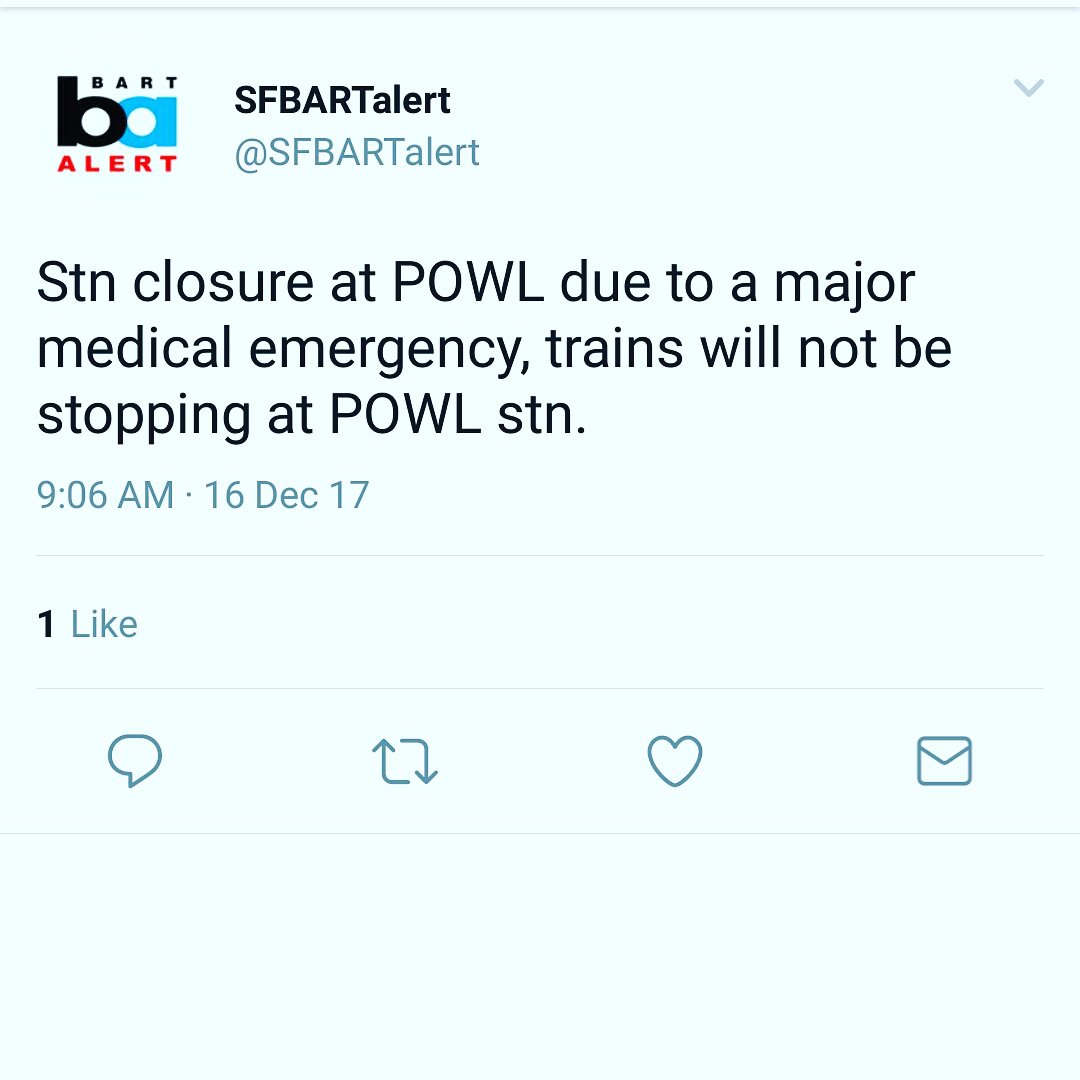 BART
ba
ALERT
SFBARTalert
@SFBARTalert
Stn closure at POWL due to a major
medical emergency, trains will not be
stopping at POWL stn.
9:06 AM · 16 Dec 17
1 Like